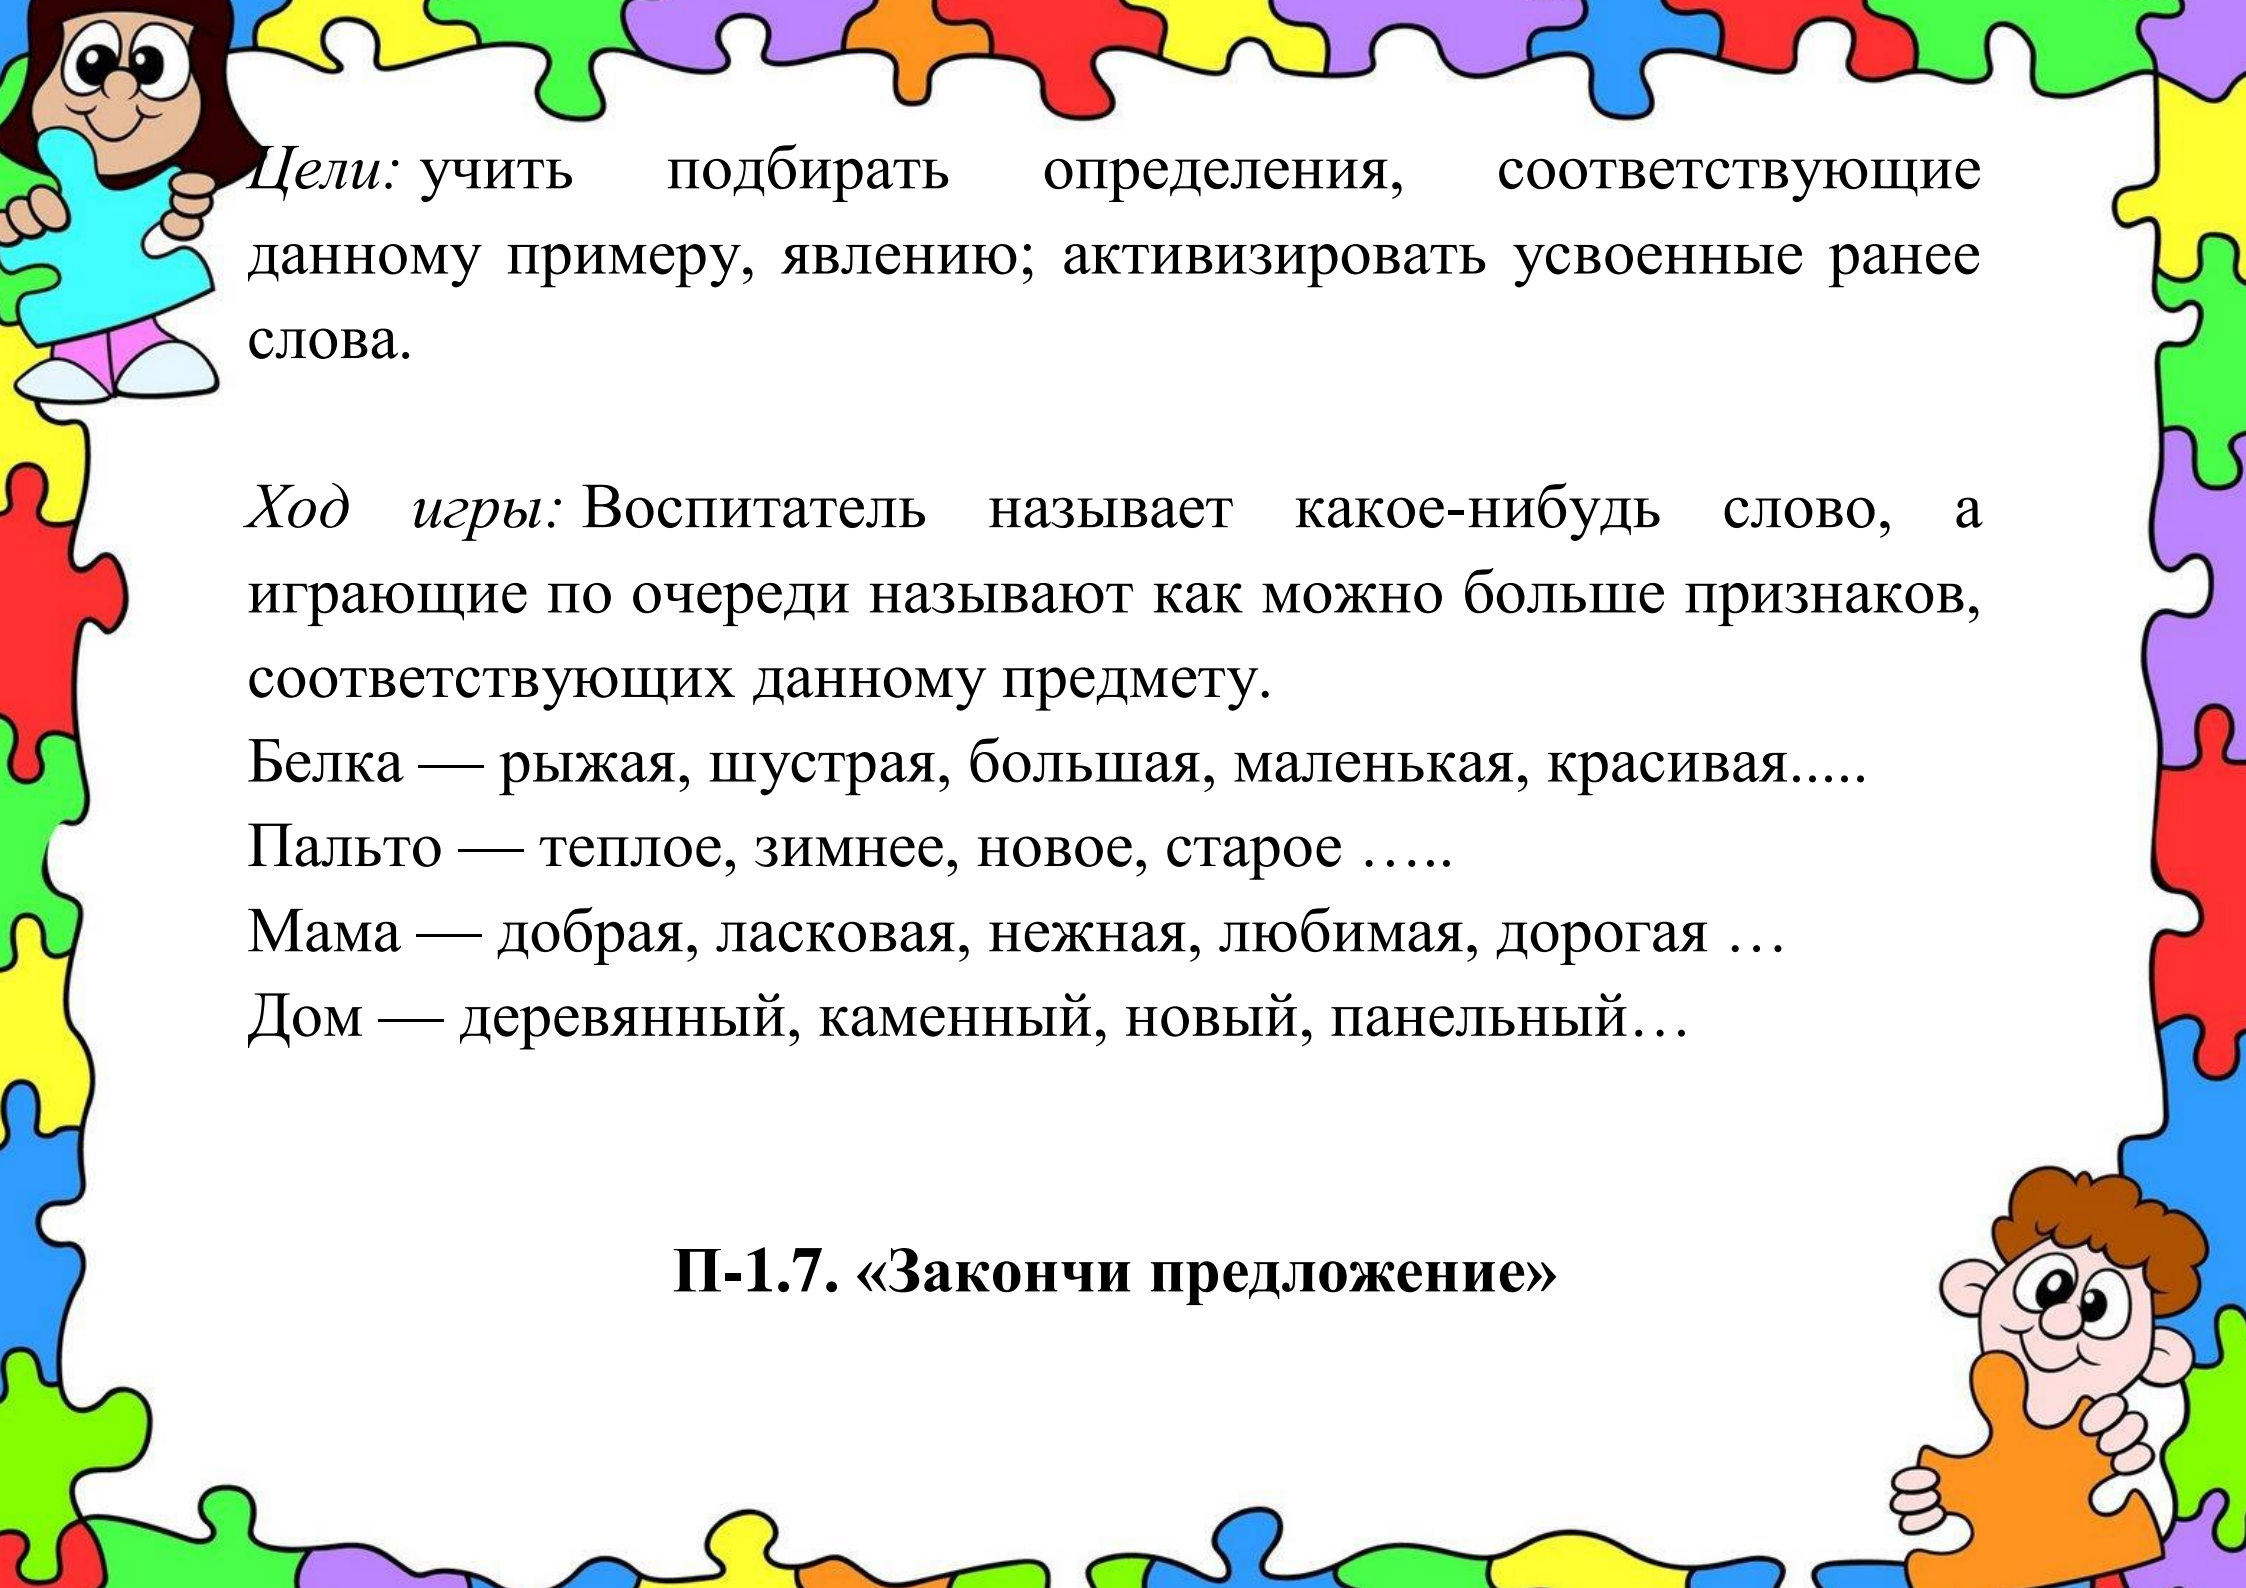 Цели: учить подбирать определения, соответствующие
данному примеру, явлению; активизировать усвоенные ранее
слова.
Ход игры: Воспитатель называет какое-нибудь слово, а
играющие по очереди называют как можно больше признаков,
соответствующих данному предмету.
Белка — рыжая, шустрая, большая, маленькая, красивая.....
Пальто — теплое, зимнее, новое, старое …..
Мама — добрая, ласковая, нежная, любимая, дорогая …
Дом — деревянный, каменный, новый, панельный…
П-1.7. «Закончи предложение»